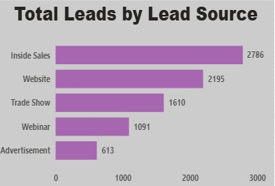 Total Leads by Lead Source
Inside Sales 2786
Website 2195
Trade Show 1610
Webinar 1091
Advertisement 613
0 1000 2000 3000